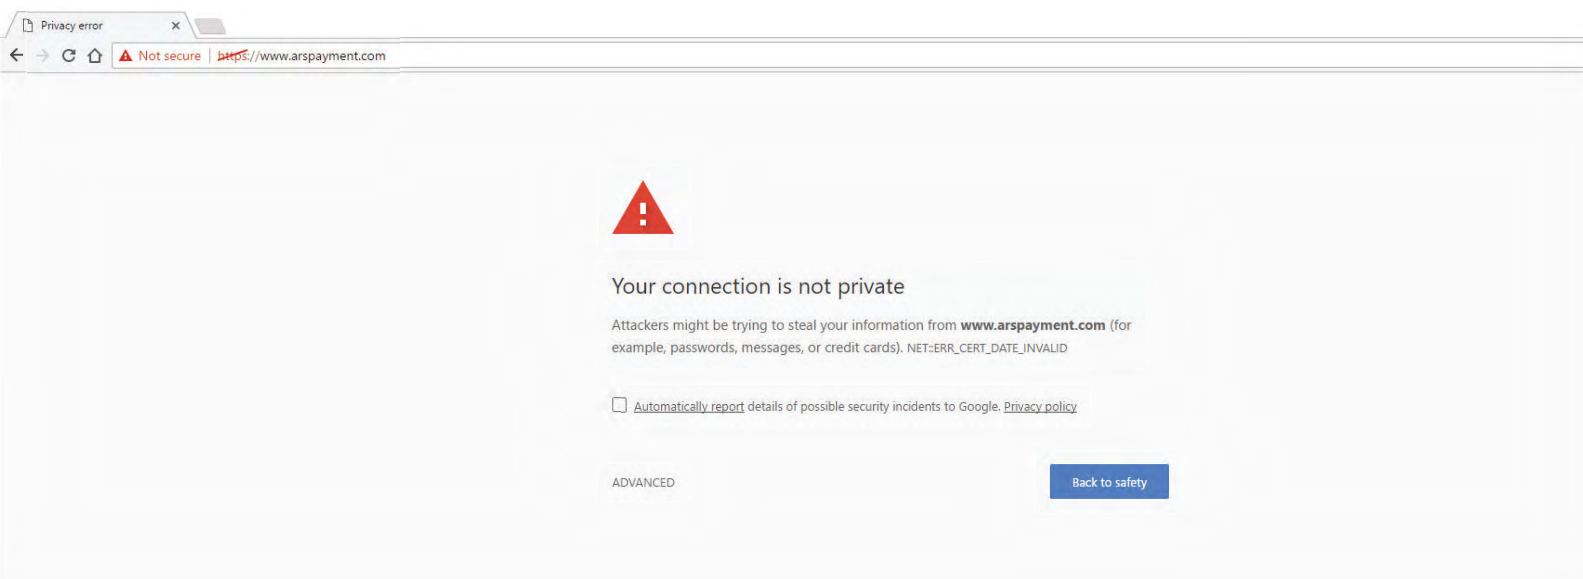 Privacy error
Not secure | https://www.arspayment.com
Your connection is not private
Attackers might be trying to steal your information from www.arspayment.com (for
example, passwords, messages, or credit cards). NET::ERR_CERT_DATE_INVALID
Automatically report details of possible security incidents to Google. Privacy policy
ADVANCED
Back to safety